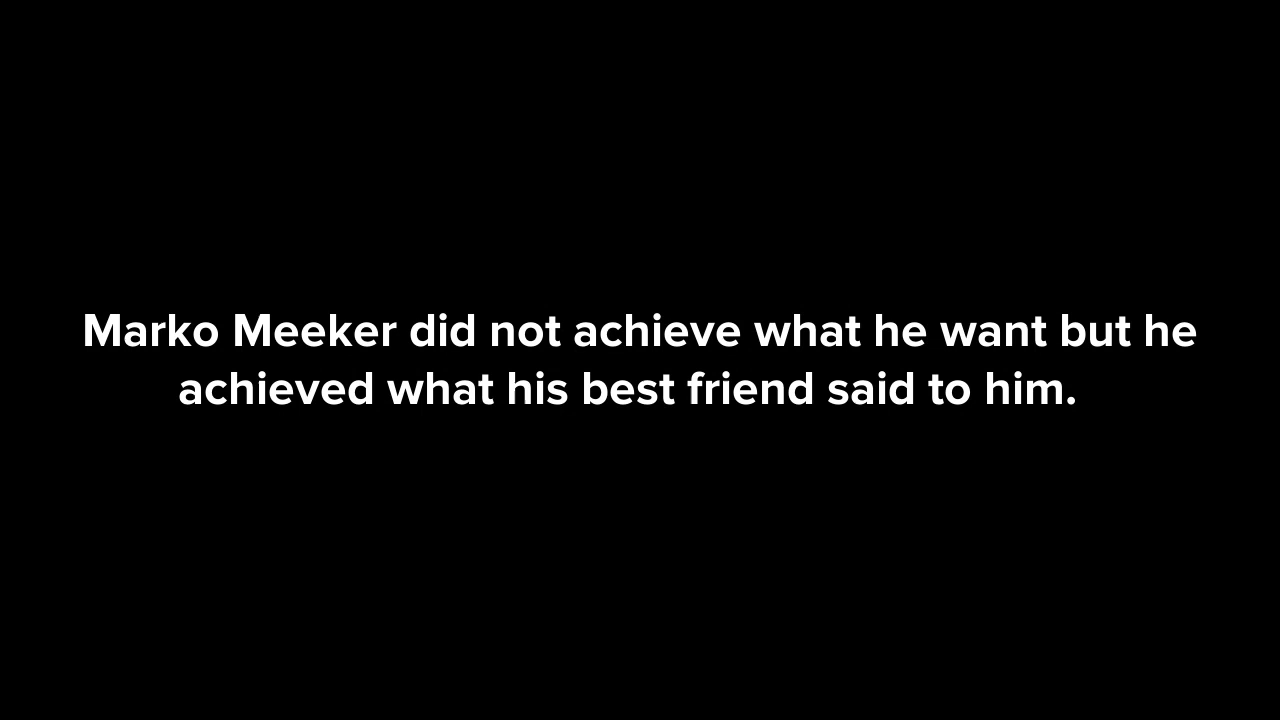 Marko Meeker did not achieve what he want but he
achieved what his best friend said to him.